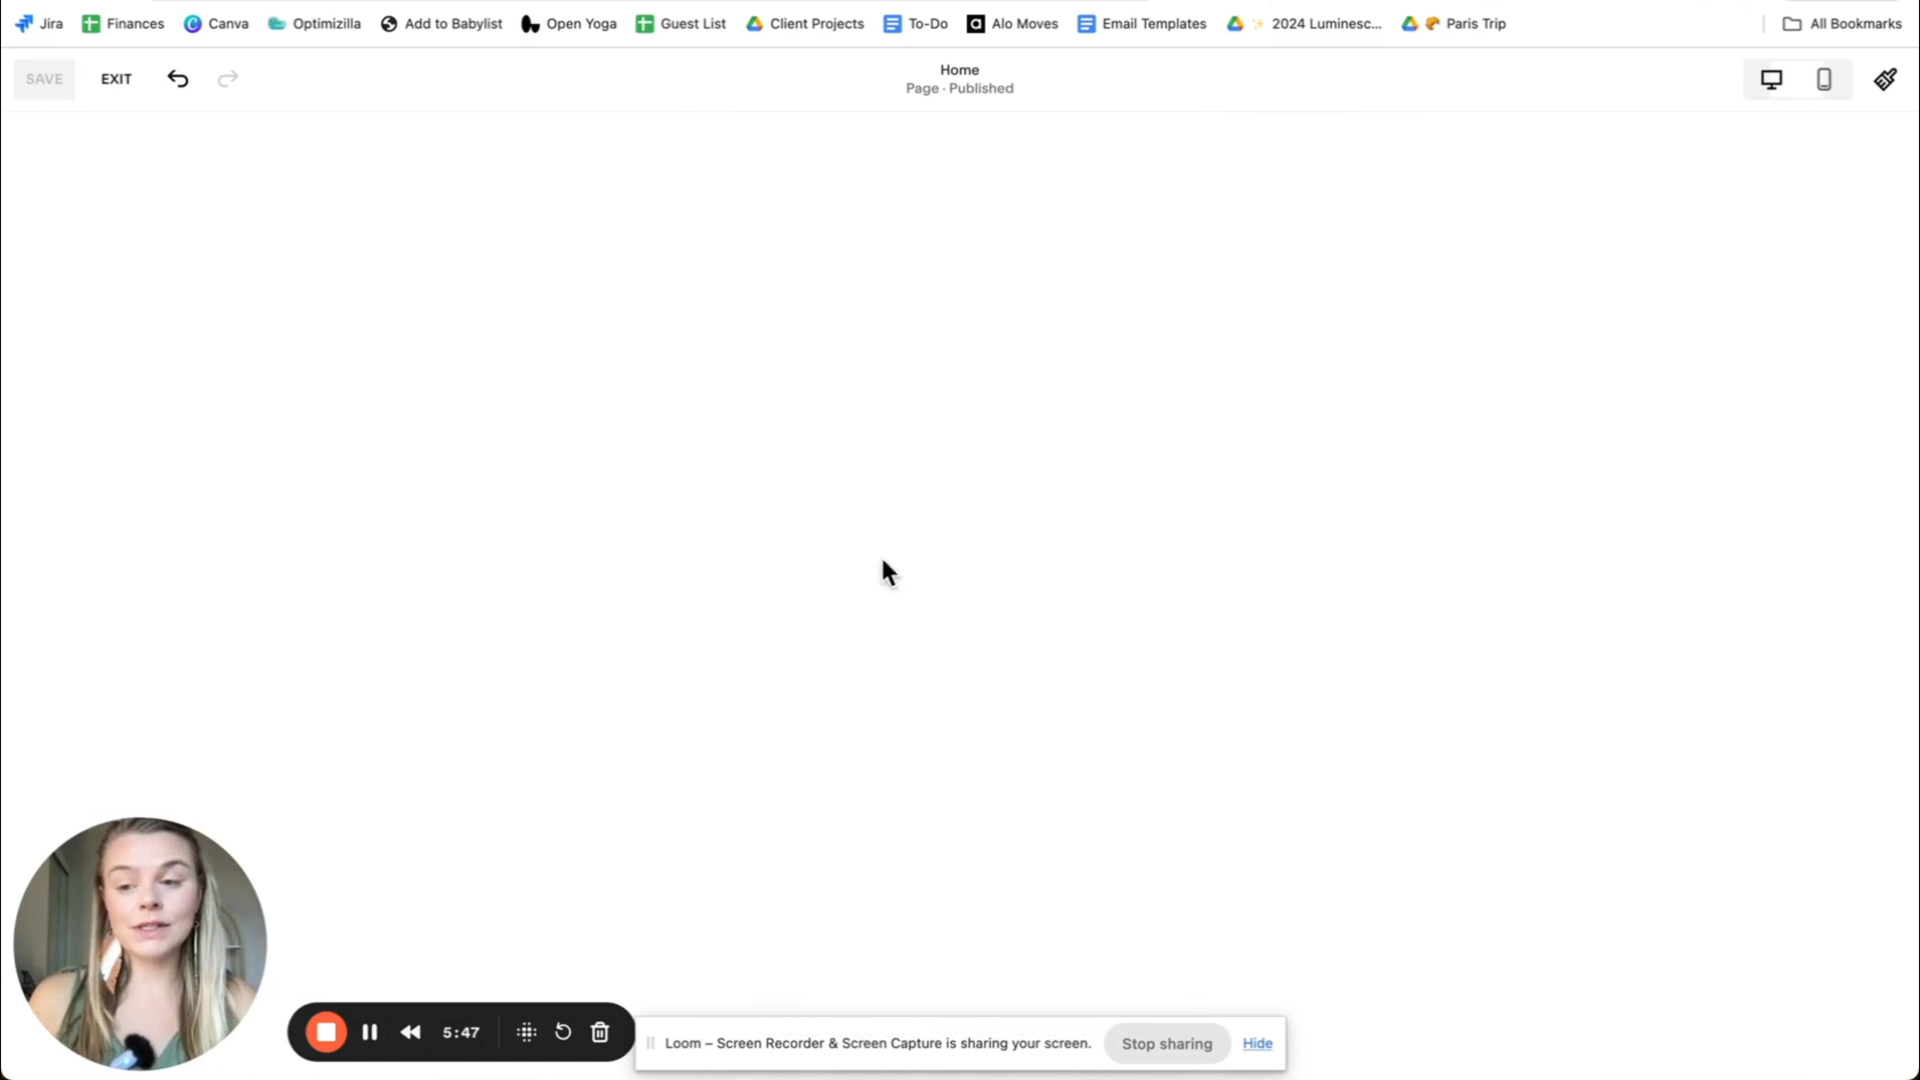 Jira Finances Canva Optimizilla Add to Babylist Open Yoga Guest List Client Projects To-Do Alo Moves Email Templates 2024 Luminesc... Paris Trip All Bookmarks
SAVE EXIT
Home
Page · Published
5:47
Loom – Screen Recorder & Screen Capture is sharing your screen. Stop sharing Hide